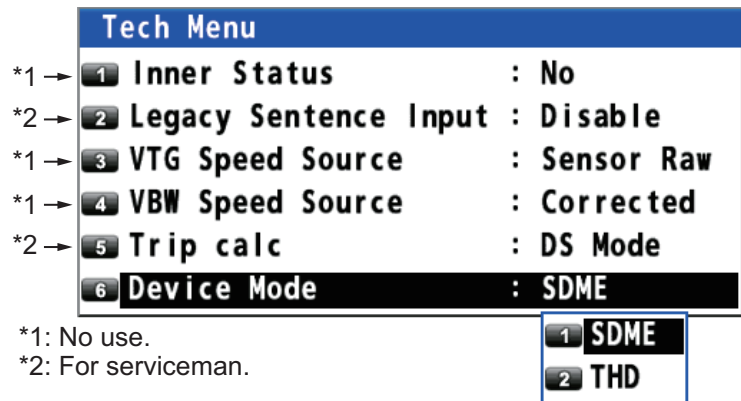 Tech Menu
*1 → 1 Inner Status : No
*2 → 2 Legacy Sentence Input : Disable
*1 → 3 VTG Speed Source : Sensor Raw
*1 → 4 VBW Speed Source : Corrected
*2 → 5 Trip calc : DS Mode
6 Device Mode : SDME
1 SDME
2 THD
*1: No use.
*2: For serviceman.